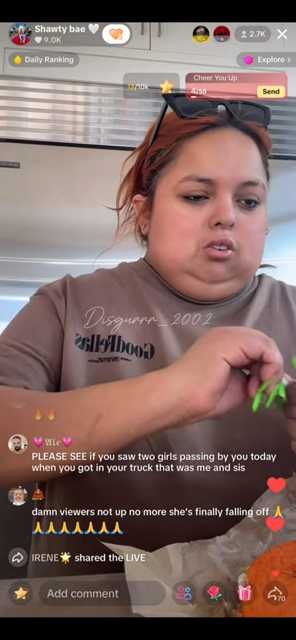 Shawty bae 🤍
9.0K
2.7K
Daily Ranking
Explore >
/10k
Cheer You Up
4/50
Send
Disgurrr_2002
GoodFellas
PLEASE SEE if you saw two girls passing by you today
when you got in your truck that was me and sis
damn viewers not up no more she's finally falling off 🙏
🙏🙏🙏🙏🙏🙏🙏
IRENE🌟 shared the LIVE
Add comment
70